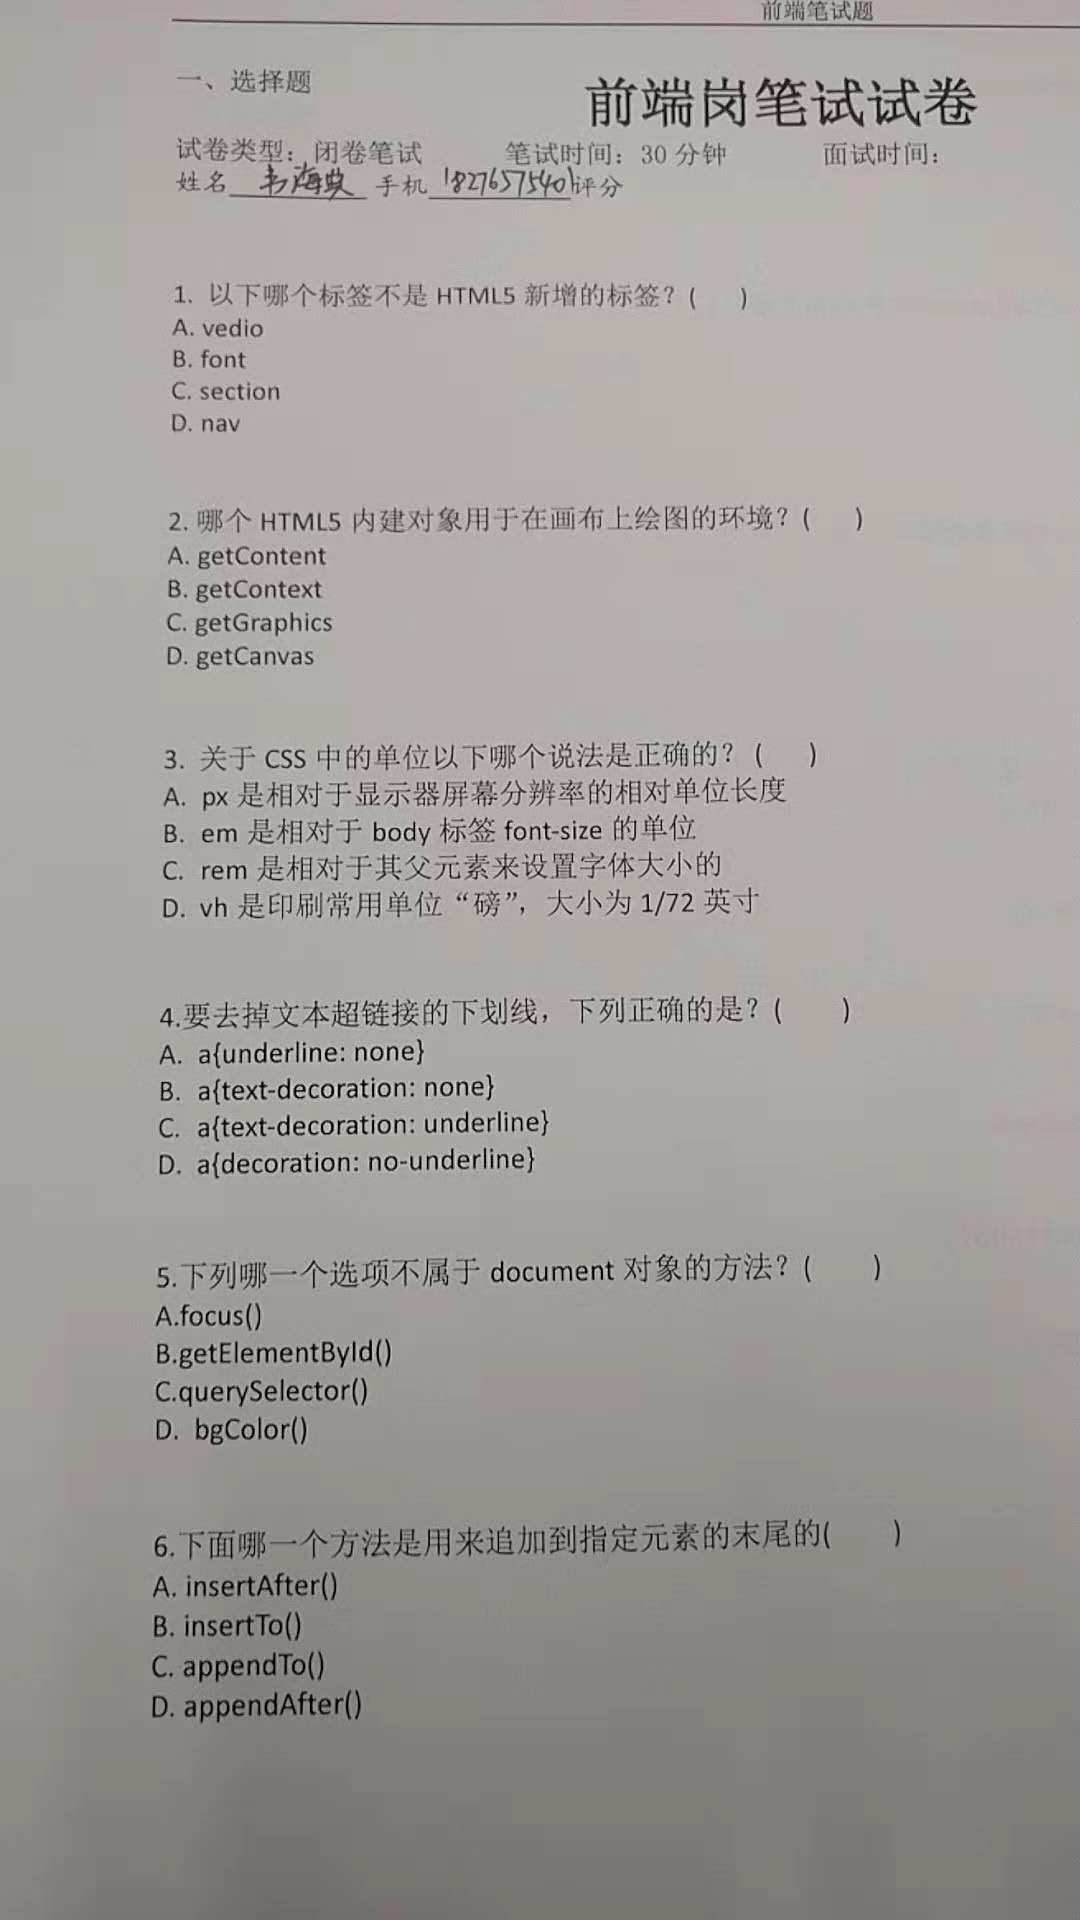 前端笔试题
一、选择题
前端岗笔试试卷
试卷类型：闭卷笔试 笔试时间：30 分钟 面试时间：
姓名 韦海典 手机 18276575401 评分
1. 以下哪个标签不是 HTML5 新增的标签？( )
A. vedio
B. font
C. section
D. nav
2. 哪个 HTML5 内建对象用于在画布上绘图的环境？( )
A. getContent
B. getContext
C. getGraphics
D. getCanvas
3. 关于 CSS 中的单位以下哪个说法是正确的？ ( )
A. px 是相对于显示器屏幕分辨率的相对单位长度
B. em 是相对于 body 标签 font-size 的单位
C. rem 是相对于其父元素来设置字体大小的
D. vh 是印刷常用单位“磅”，大小为 1/72 英寸
4.要去掉文本超链接的下划线，下列正确的是？( )
A. a{underline: none}
B. a{text-decoration: none}
C. a{text-decoration: underline}
D. a{decoration: no-underline}
5.下列哪一个选项不属于 document 对象的方法？( )
A.focus()
B.getElementById()
C.querySelector()
D. bgColor()
6.下面哪一个方法是用来追加到指定元素的末尾的( )
A. insertAfter()
B. insertTo()
C. appendTo()
D. appendAfter()